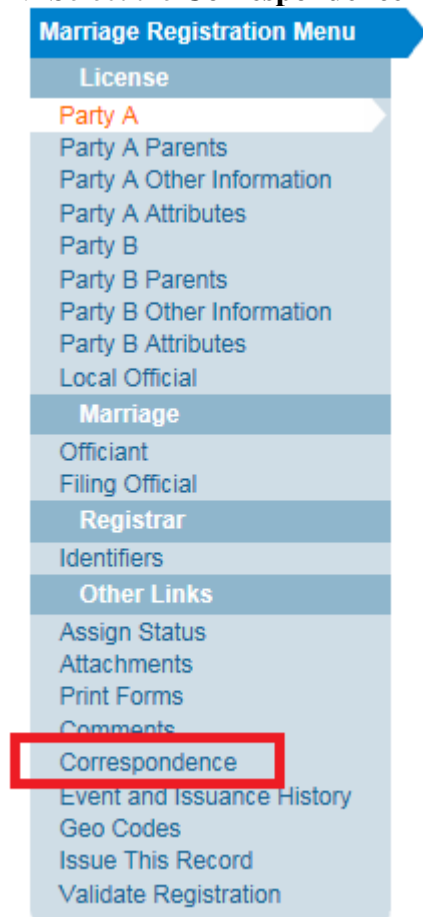 Marriage Registration Menu
License
Party A
Party A Parents
Party A Other Information
Party A Attributes
Party B
Party B Parents
Party B Other Information
Party B Attributes
Local Official
Marriage
Officiant
Filing Official
Registrar
Identifiers
Other Links
Assign Status
Attachments
Print Forms
Comments
Correspondence
Event and Issuance History
Geo Codes
Issue This Record
Validate Registration